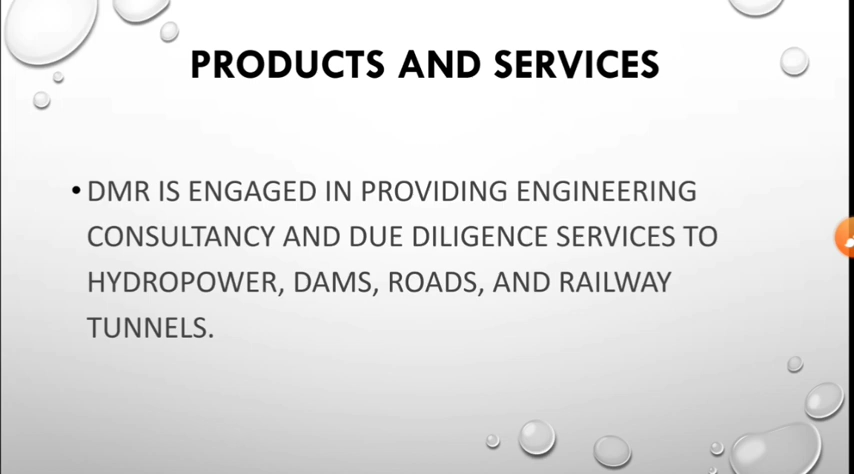 PRODUCTS AND SERVICES
• DMR IS ENGAGED IN PROVIDING ENGINEERING
CONSULTANCY AND DUE DILIGENCE SERVICES TO
HYDROPOWER, DAMS, ROADS, AND RAILWAY
TUNNELS.